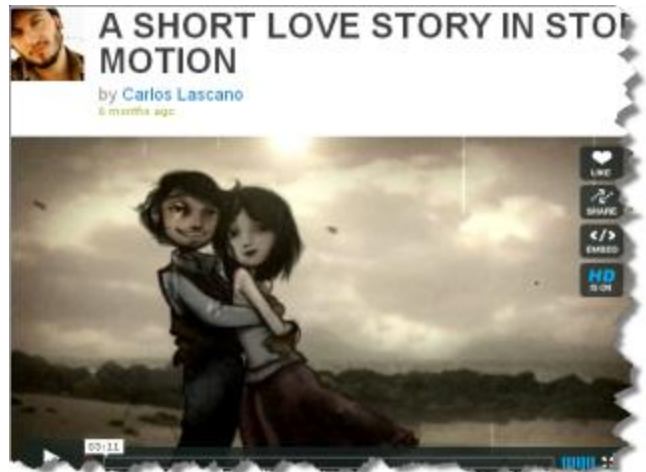 A SHORT LOVE STORY IN STO
MOTION
by Carlos Lascano
6 months ago
LIKE
SHARE
</> EMBED
HD
IS ON
03:11